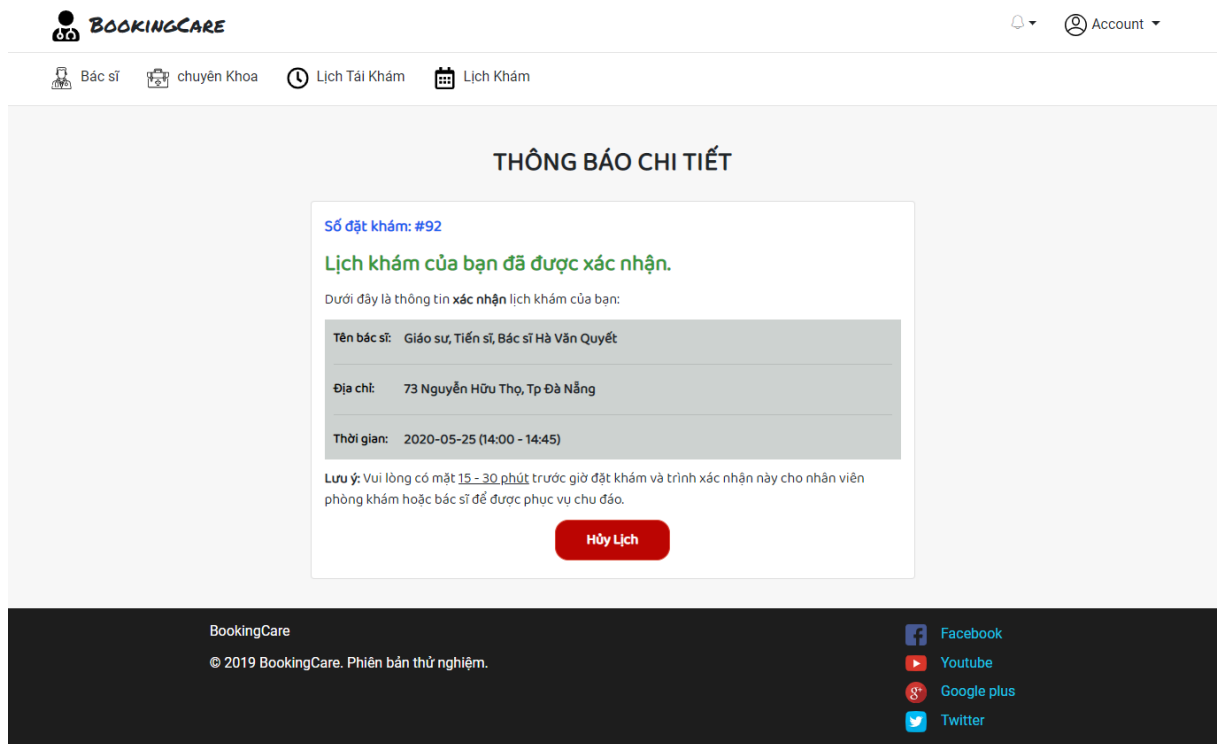 BookingCare
Account
Bác sĩ chuyên Khoa Lịch Tái Khám Lịch Khám
THÔNG BÁO CHI TIẾT
Số đặt khám: #92
Lịch khám của bạn đã được xác nhận.
Dưới đây là thông tin xác nhận lịch khám của bạn:
Tên bác sĩ: Giáo sư, Tiến sĩ, Bác sĩ Hà Văn Quyết
Địa chỉ: 73 Nguyễn Hữu Thọ, Tp Đà Nẵng
Thời gian: 2020-05-25 (14:00 - 14:45)
Lưu ý: Vui lòng có mặt 15 - 30 phút trước giờ đặt khám và trình xác nhận này cho nhân viên
phòng khám hoặc bác sĩ để được phục vụ chu đáo.
Hủy Lịch
BookingCare
© 2019 BookingCare. Phiên bản thử nghiệm.
Facebook
Youtube
Google plus
Twitter